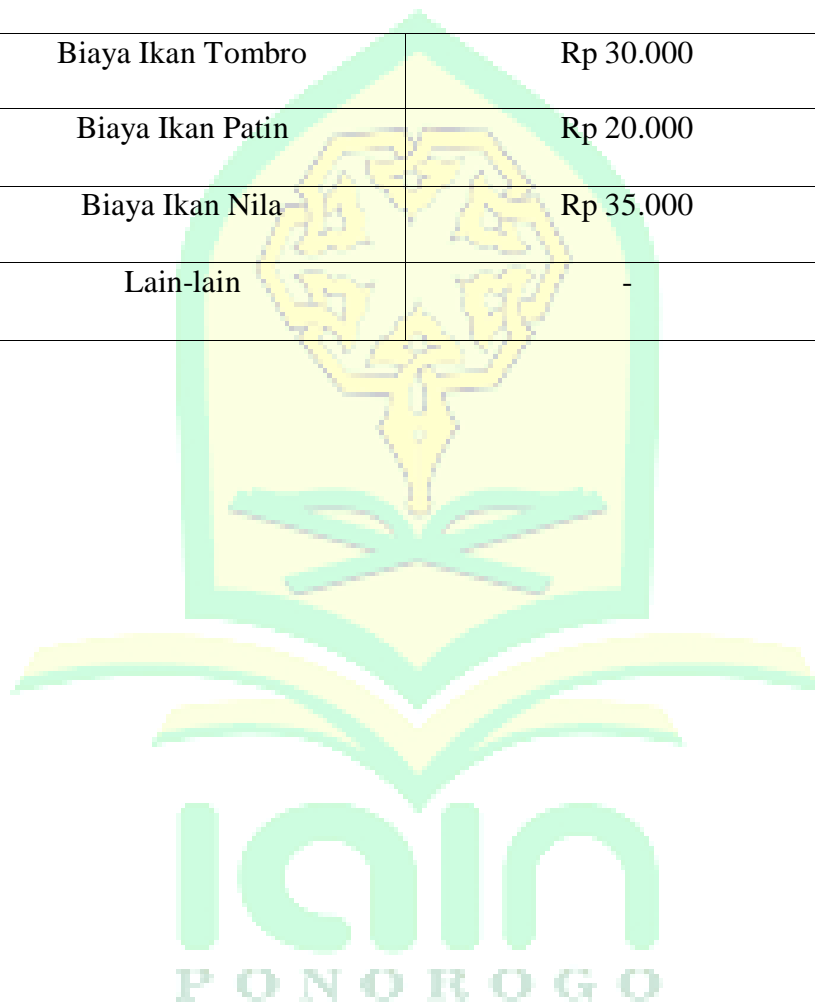 Biaya Ikan Tombro Rp 30.000
Biaya Ikan Patin Rp 20.000
Biaya Ikan Nila Rp 35.000
Lain-lain -
iain
PONOROGO